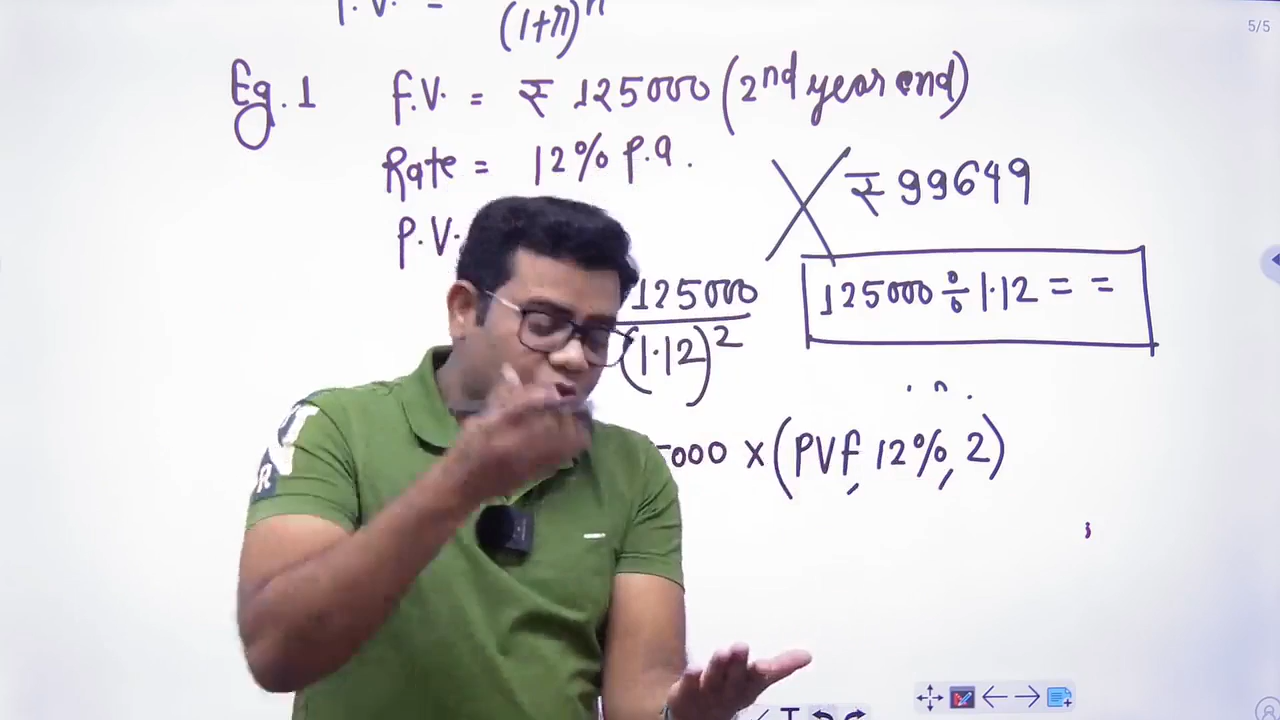 5/5
(1+r)^n
Eg. 1 F.V. = ₹ 125000 (2nd year end)
Rate = 12% P.a.
₹ 99649
P.V.
125000 ÷ 1.12 = =
125000
(1.12)^2
000 × (PVF, 12%, 2)
R
T